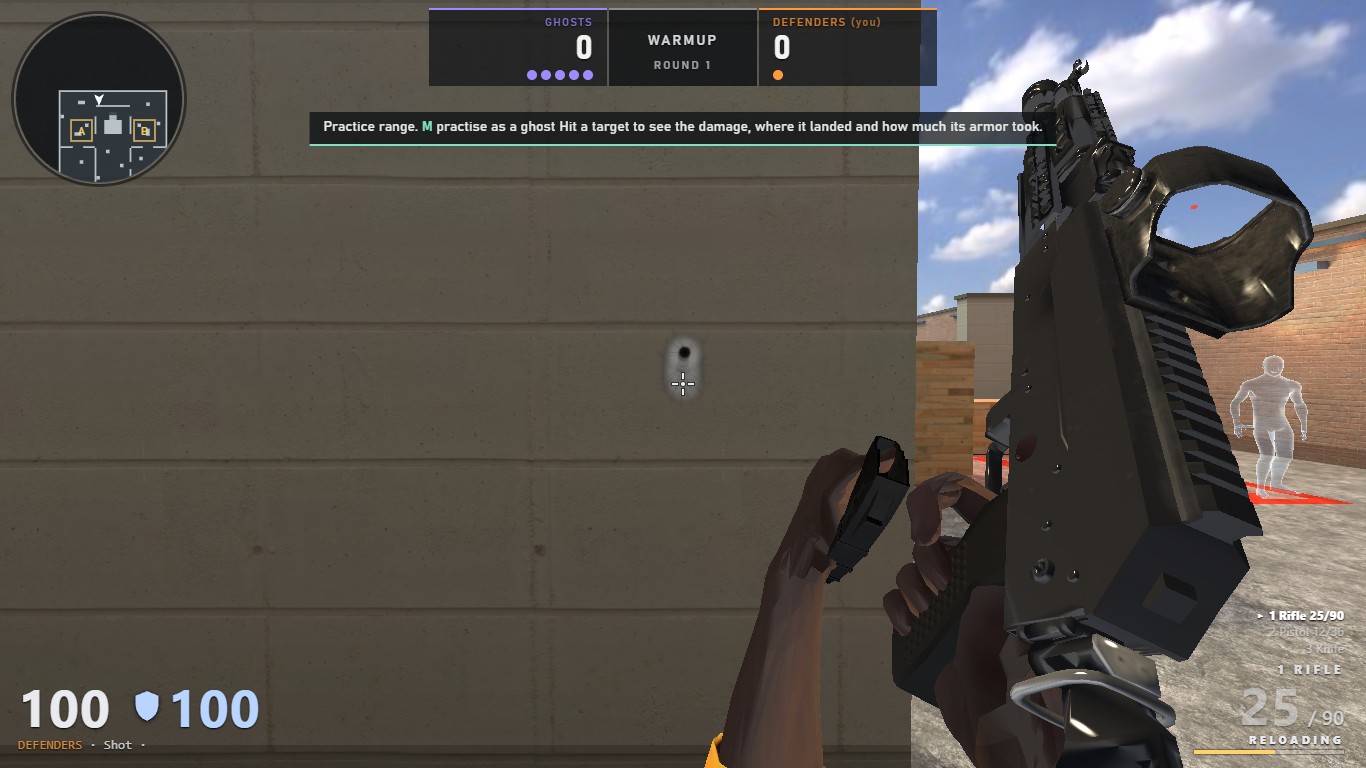 GHOSTS
0
WARMUP
ROUND 1
DEFENDERS (you)
0
A
B
Practice range. M practise as a ghost Hit a target to see the damage, where it landed and how much its armor took.
▸ 1 Rifle 25/90
2 Pistol 12/36
3 Knife
1 RIFLE
25 / 90
RELOADING
100 100
DEFENDERS · Shot ·